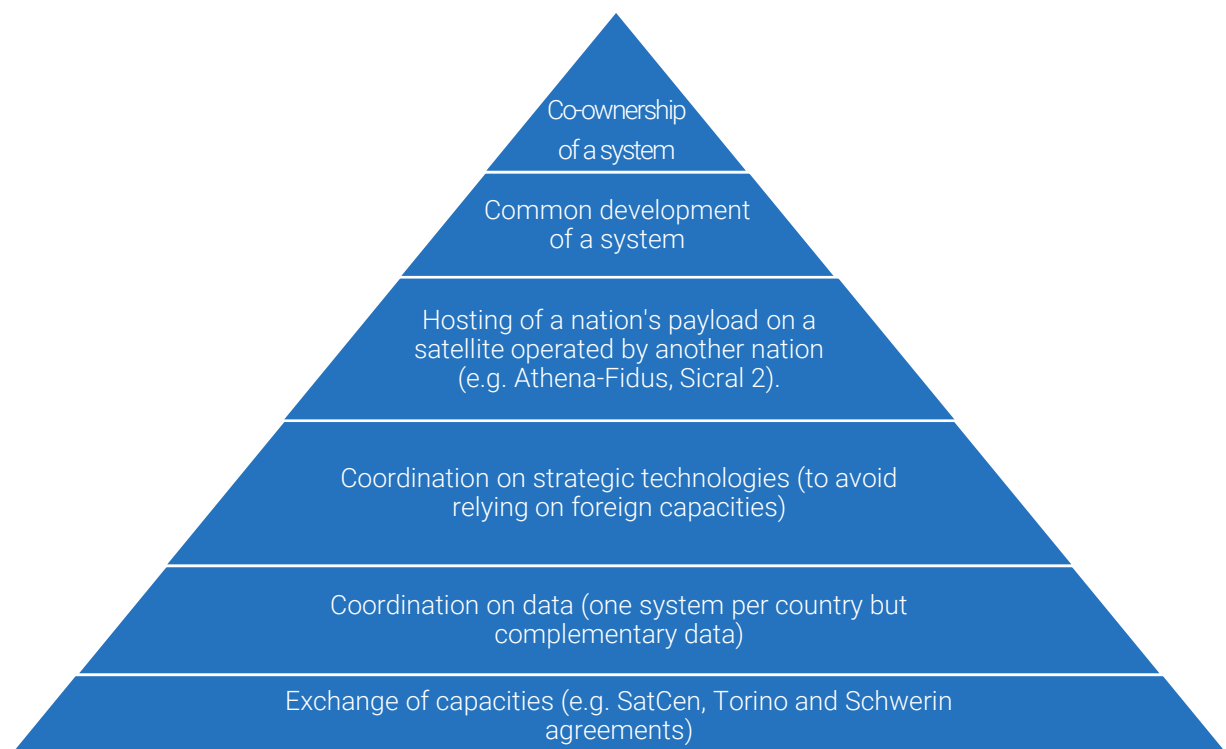 Co-ownership
of a system
Common development
of a system
Hosting of a nation's payload on a
satellite operated by another nation
(e.g. Athena-Fidus, Sicral 2).
Coordination on strategic technologies (to avoid
relying on foreign capacities)
Coordination on data (one system per country but
complementary data)
Exchange of capacities (e.g. SatCen, Torino and Schwerin
agreements)